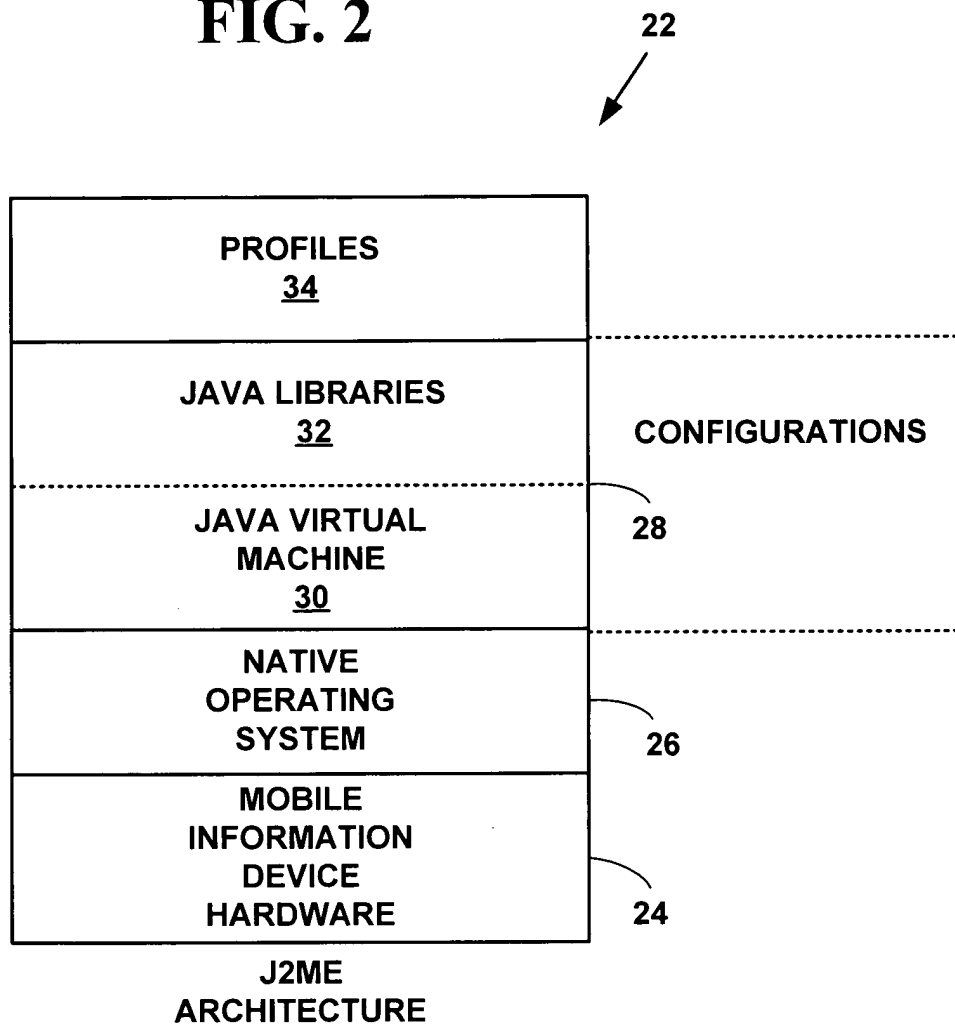 FIG. 2
22
PROFILES
34
JAVA LIBRARIES
32
CONFIGURATIONS
28
JAVA VIRTUAL
MACHINE
30
NATIVE
OPERATING
SYSTEM
26
MOBILE
INFORMATION
DEVICE
HARDWARE
24
J2ME
ARCHITECTURE